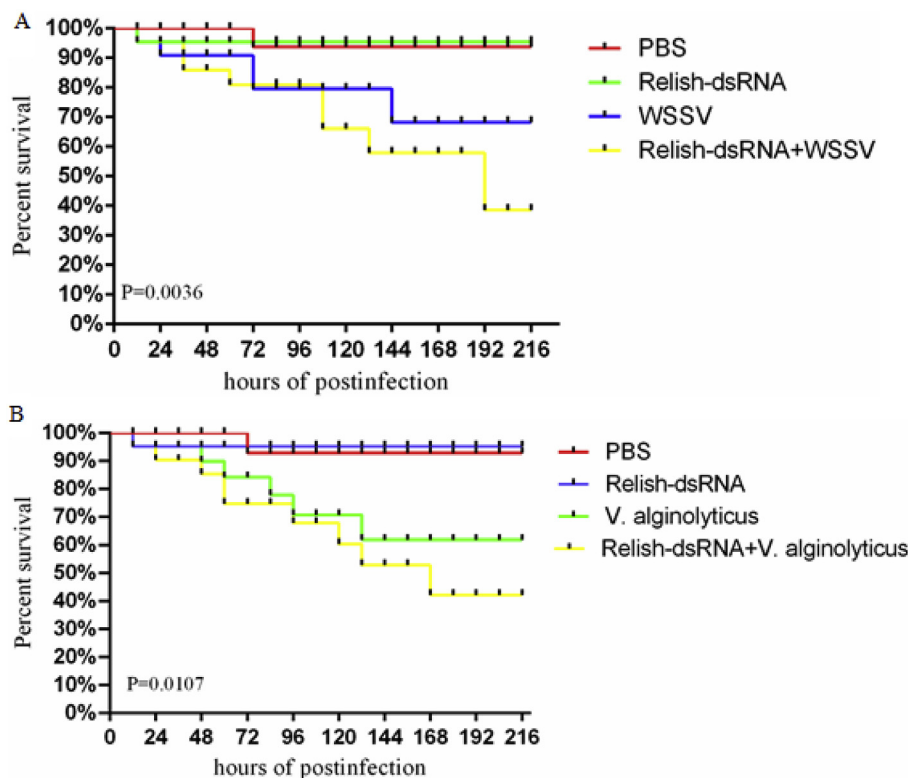 A
100%
90%
80%
70%
60%
50%
40%
30%
20%
10%
0%
Percent survival
P=0.0036
0 24 48 72 96 120 144 168 192 216
hours of postinfection
PBS
Relish-dsRNA
WSSV
Relish-dsRNA+WSSV
B
100%
90%
80%
70%
60%
50%
40%
30%
20%
10%
0%
Percent survival
P=0.0107
0 24 48 72 96 120 144 168 192 216
hours of postinfection
PBS
Relish-dsRNA
V. alginolyticus
Relish-dsRNA+V. alginolyticus